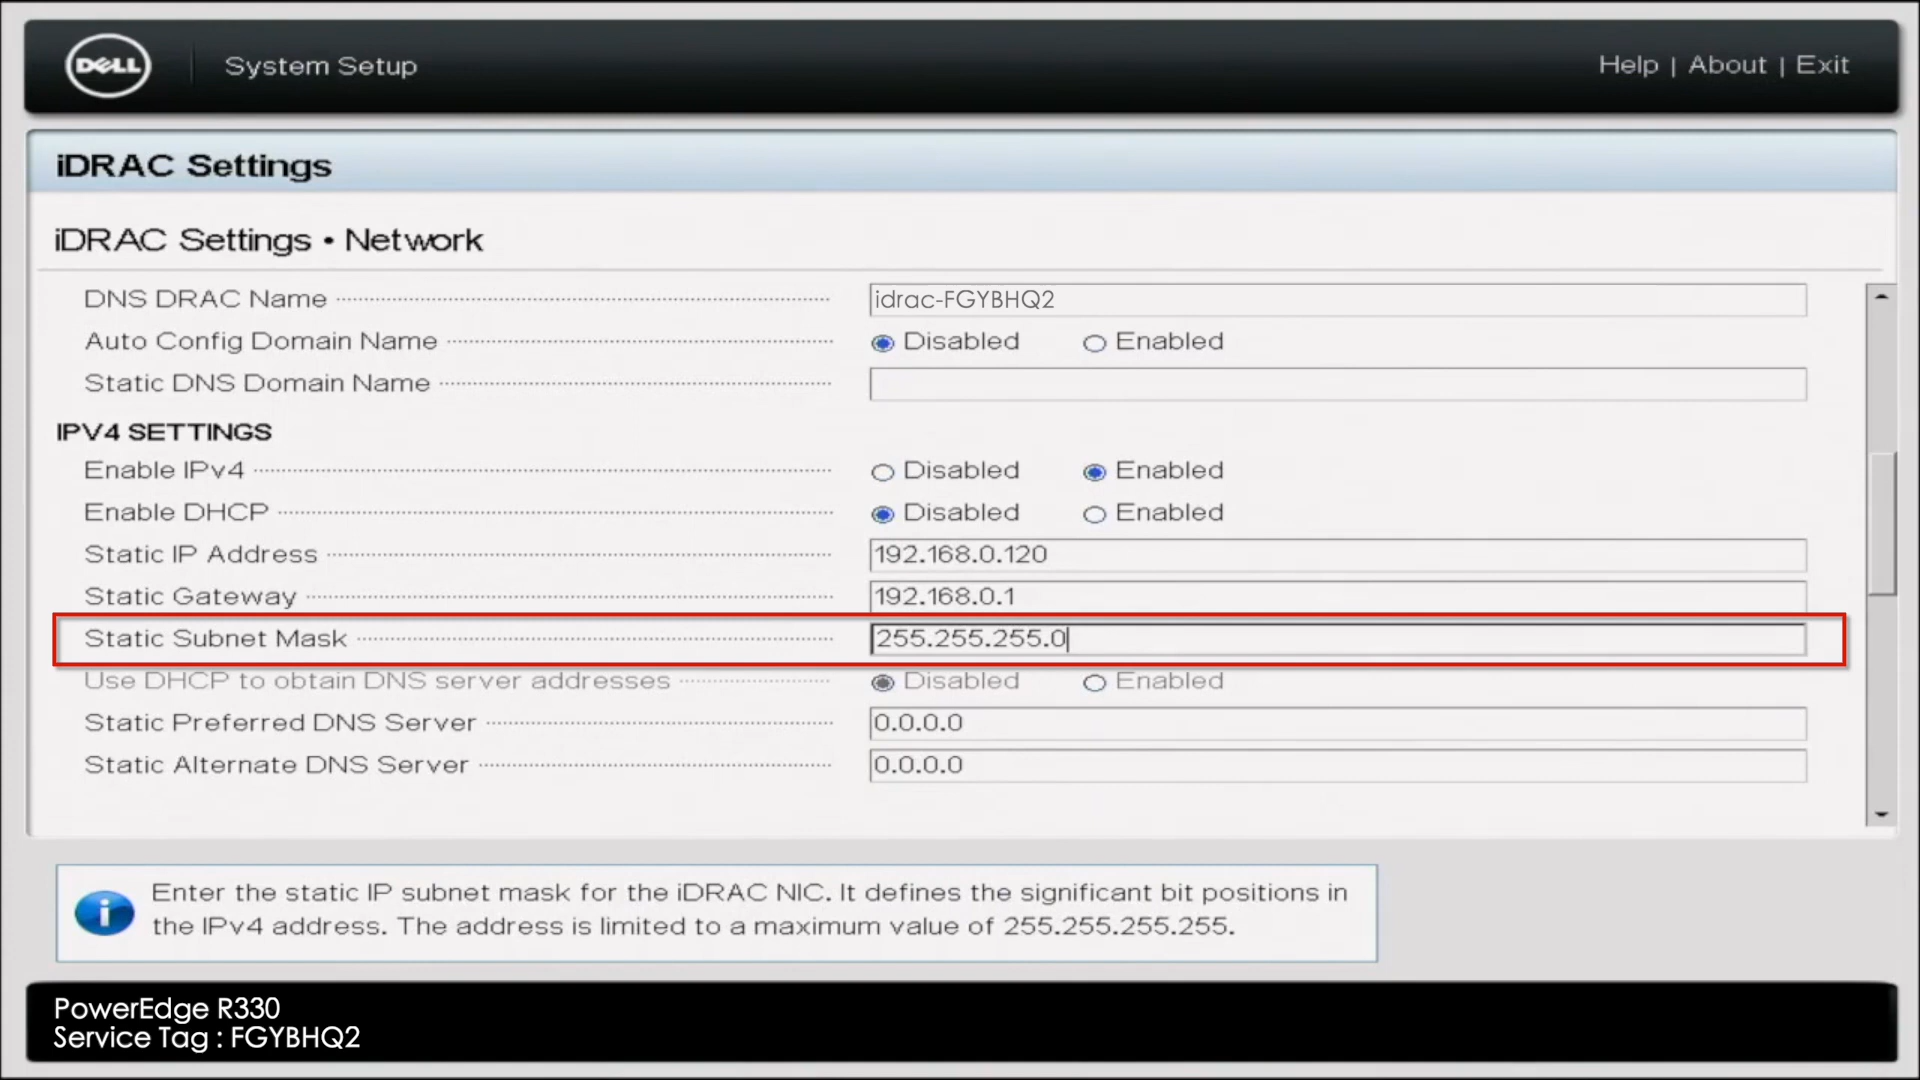 DELL System Setup Help | About | Exit
iDRAC Settings
iDRAC Settings • Network
DNS DRAC Name idrac-FGYBHQ2
Auto Config Domain Name Disabled Enabled
Static DNS Domain Name
IPV4 SETTINGS
Enable IPv4 Disabled Enabled
Enable DHCP Disabled Enabled
Static IP Address 192.168.0.120
Static Gateway 192.168.0.1
Static Subnet Mask 255.255.255.0
Use DHCP to obtain DNS server addresses Disabled Enabled
Static Preferred DNS Server 0.0.0.0
Static Alternate DNS Server 0.0.0.0
Enter the static IP subnet mask for the iDRAC NIC. It defines the significant bit positions in
the IPv4 address. The address is limited to a maximum value of 255.255.255.255.
PowerEdge R330
Service Tag : FGYBHQ2